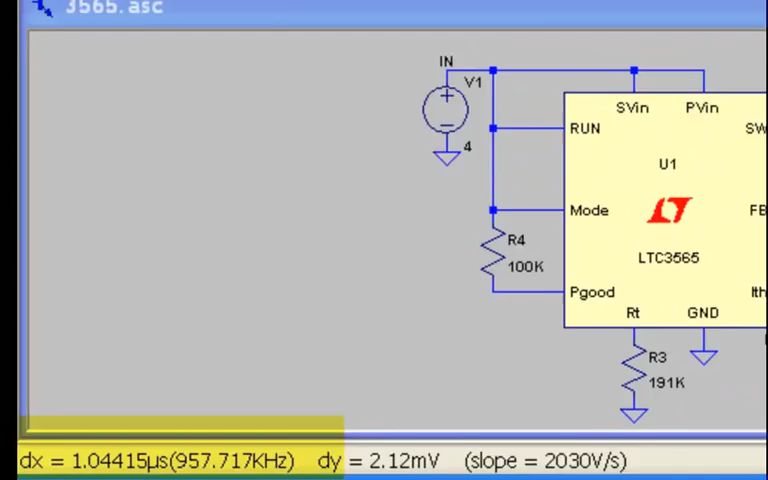 3565.asc
IN
V1
4
SVin PVin
RUN
SW
U1
Mode
FB
R4
100K
LTC3565
Pgood
Ith
Rt GND
R3
191K
dx = 1.04415µs(957.717KHz) dy = 2.12mV (slope = 2030V/s)